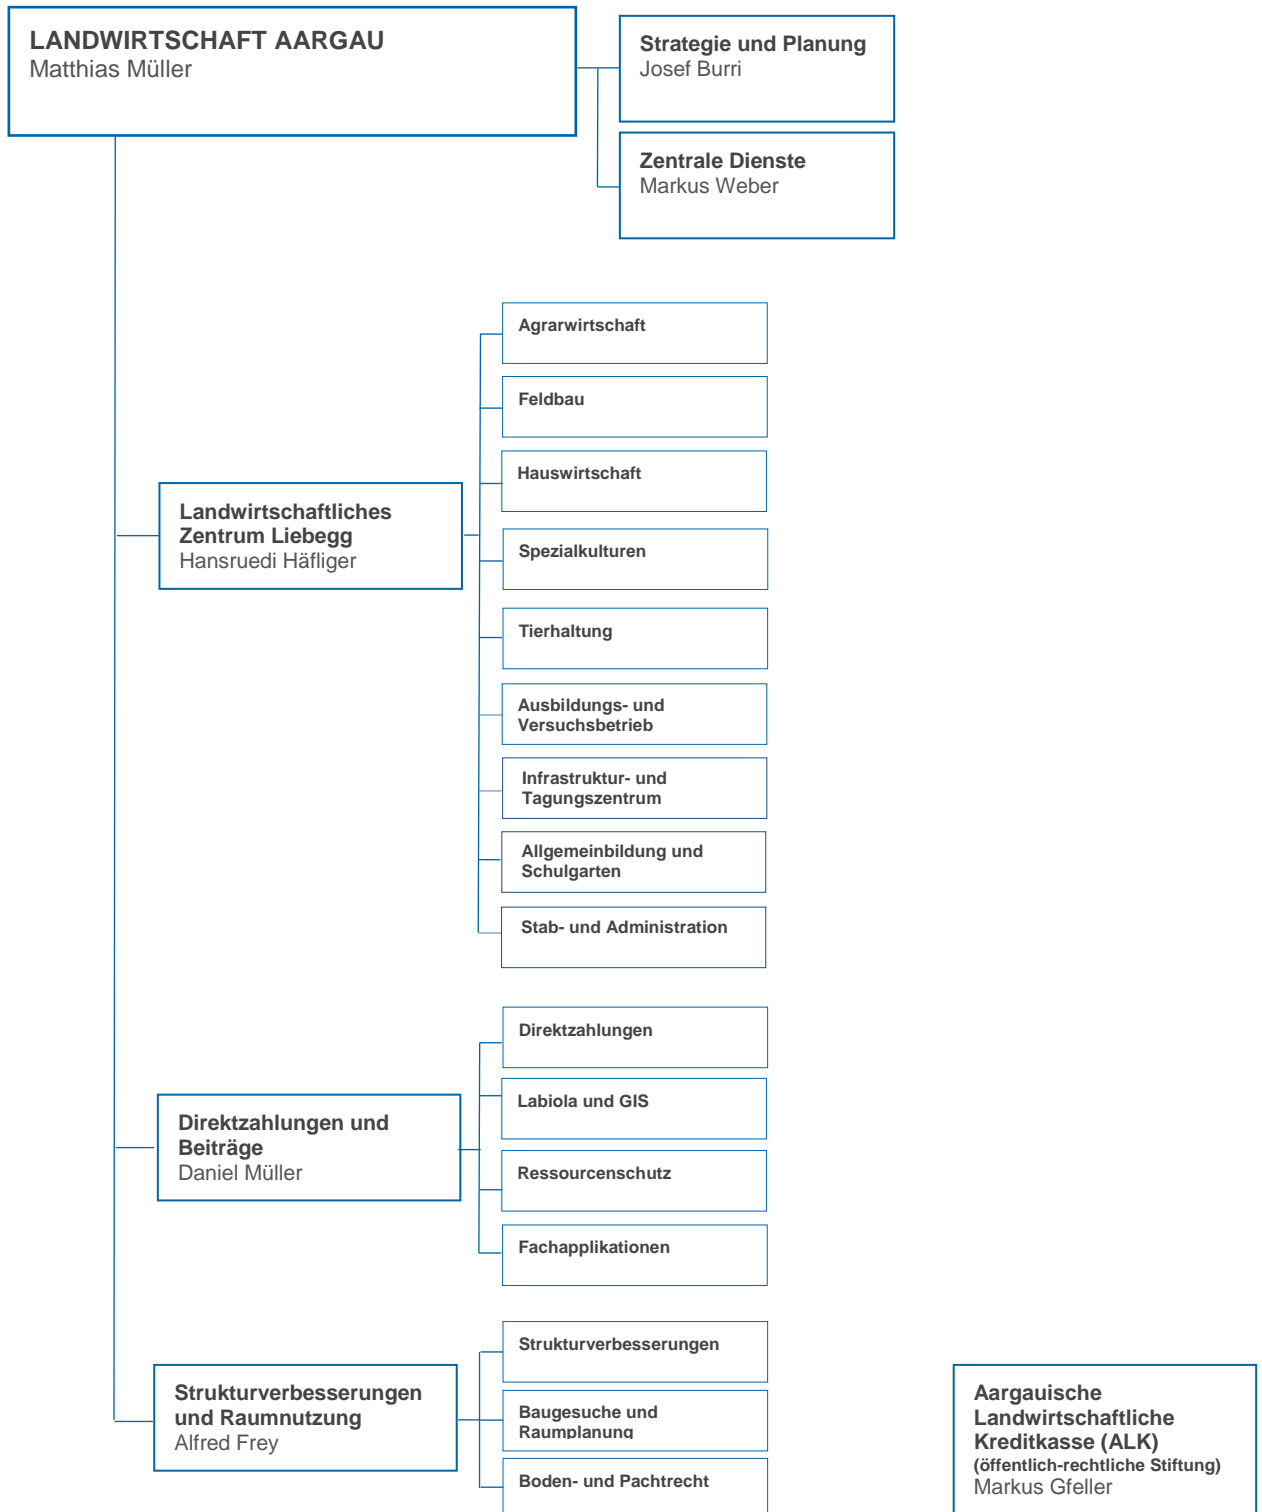 LANDWIRTSCHAFT AARGAU
Matthias Müller
Strategie und Planung
Josef Burri
Zentrale Dienste
Markus Weber
Agrarwirtschaft
Feldbau
Hauswirtschaft
Landwirtschaftliches
Zentrum Liebegg
Hansruedi Häfliger
Spezialkulturen
Tierhaltung
Ausbildungs- und
Versuchsbetrieb
Infrastruktur- und
Tagungszentrum
Allgemeinbildung und
Schulgarten
Stab- und Administration
Direktzahlungen und
Beiträge
Daniel Müller
Direktzahlungen
Labiola und GIS
Ressourcenschutz
Fachapplikationen
Strukturverbesserungen
und Raumnutzung
Alfred Frey
Strukturverbesserungen
Baugesuche und
Raumplanung
Boden- und Pachtrecht
Aargauische
Landwirtschaftliche
Kreditkasse (ALK)
(öffentlich-rechtliche Stiftung)
Markus Gfeller